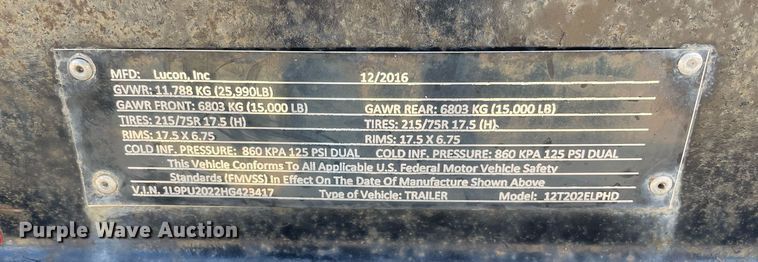 MFD: Lucon, Inc 12/2016
GVWR: 11,788 KG (25,990LB)
GAWR FRONT: 6803 KG (15,000 LB) GAWR REAR: 6803 KG (15,000 LB)
TIRES: 215/75R 17.5 (H) TIRES: 215/75R 17.5 (H)
RIMS: 17.5 X 6.75 RIMS: 17.5 X 6.75
COLD INF. PRESSURE: 860 KPA 125 PSI DUAL COLD INF. PRESSURE: 860 KPA 125 PSI DUAL
This Vehicle Conforms To All Applicable U.S. Federal Motor Vehicle Safety
Standards (FMVSS) In Effect On The Date Of Manufacture Shown Above
V.I.N. 1L9PU2022HG423417 Type of Vehicle: TRAILER Model: 12T202ELPHD
Purple Wave Auction